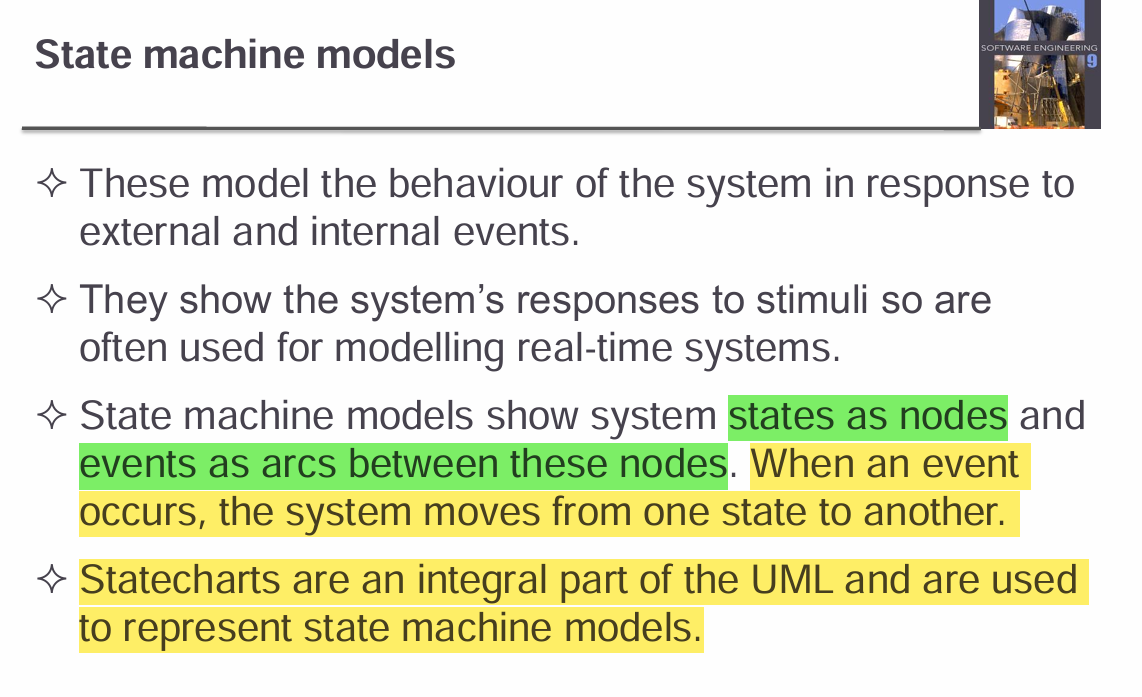 State machine models
SOFTWARE ENGINEERING
9
✧ These model the behaviour of the system in response to
external and internal events.
✧ They show the system’s responses to stimuli so are
often used for modelling real-time systems.
✧ State machine models show system states as nodes and
events as arcs between these nodes. When an event
occurs, the system moves from one state to another.
✧ Statecharts are an integral part of the UML and are used
to represent state machine models.